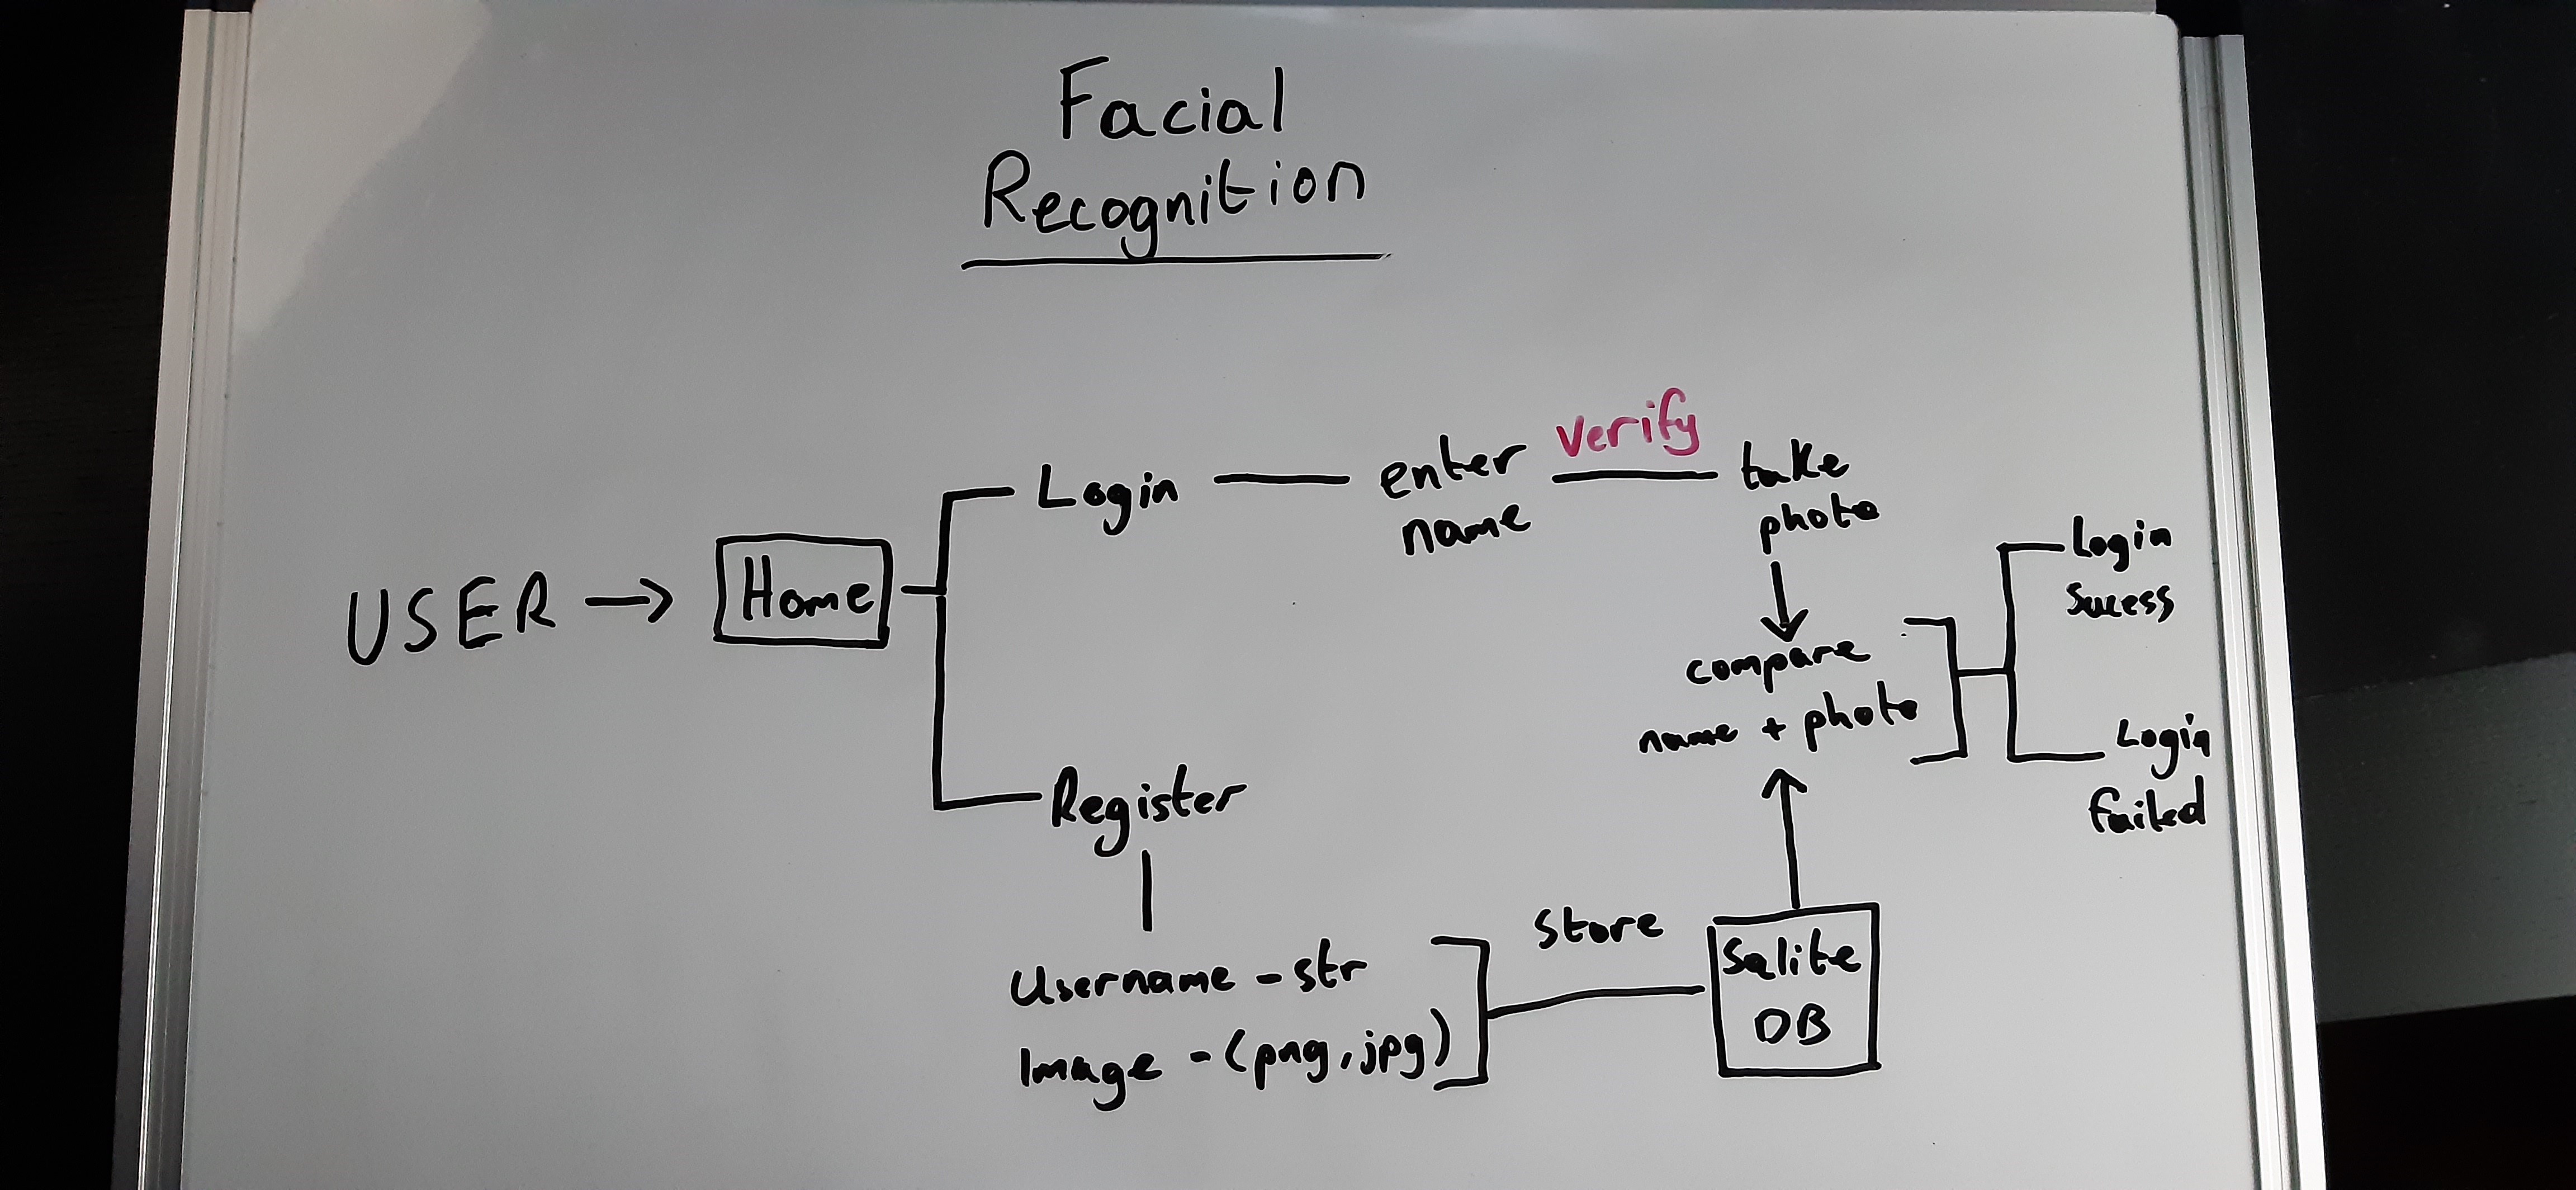 Facial
Recognition
verify
Login
enter
name
take
photo
USER
Home
Login
Sucess
compare
name + photo
Login
failed
Register
Username - str
Image - (png, jpg)
Store
Sqlite
DB